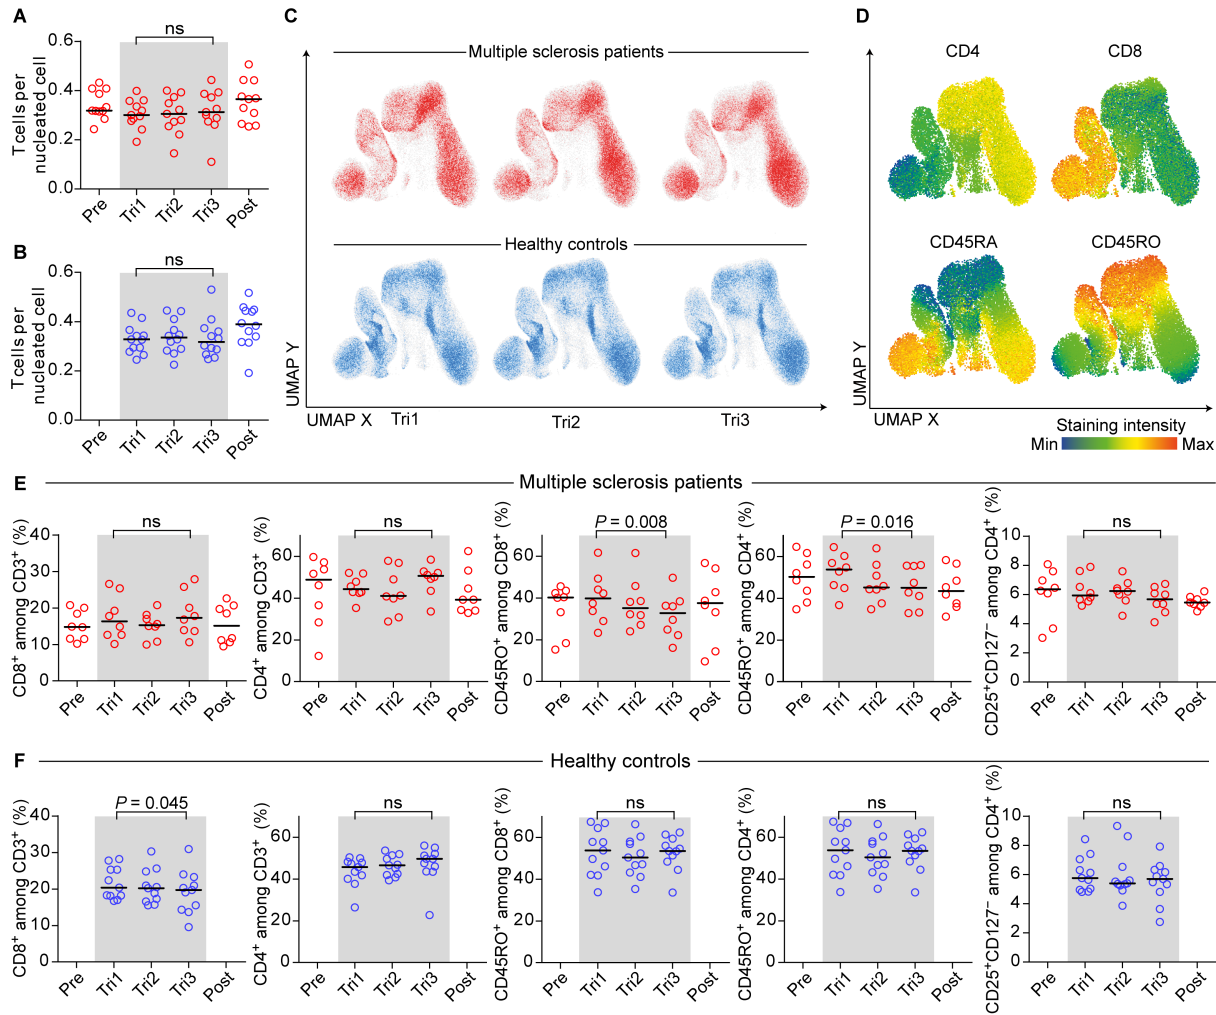 A
T cells per
nucleated cell
0.6
0.4
0.2
0.0
ns
Pre
Tri1
Tri2
Tri3
Post
B
T cells per
nucleated cell
0.6
0.4
0.2
0.0
ns
Pre
Tri1
Tri2
Tri3
Post
C
Multiple sclerosis patients
Healthy controls
UMAP Y
UMAP X
Tri1
Tri2
Tri3
D
CD4
CD8
CD45RA
CD45RO
UMAP Y
UMAP X
Staining intensity
Min
Max
E
Multiple sclerosis patients
CD8⁺ among CD3⁺ (%)
40
30
20
10
0
ns
Pre
Tri1
Tri2
Tri3
Post
CD4⁺ among CD3⁺ (%)
60
40
20
0
ns
Pre
Tri1
Tri2
Tri3
Post
CD45RO⁺ among CD8⁺ (%)
60
40
20
0
P = 0.008
Pre
Tri1
Tri2
Tri3
Post
CD45RO⁺ among CD4⁺ (%)
60
40
20
0
P = 0.016
Pre
Tri1
Tri2
Tri3
Post
CD25⁺CD127⁻ among CD4⁺ (%)
10
8
6
4
2
0
ns
Pre
Tri1
Tri2
Tri3
Post
F
Healthy controls
CD8⁺ among CD3⁺ (%)
40
30
20
10
0
P = 0.045
Pre
Tri1
Tri2
Tri3
Post
CD4⁺ among CD3⁺ (%)
60
40
20
0
ns
Pre
Tri1
Tri2
Tri3
Post
CD45RO⁺ among CD8⁺ (%)
60
40
20
0
ns
Pre
Tri1
Tri2
Tri3
Post
CD45RO⁺ among CD4⁺ (%)
60
40
20
0
ns
Pre
Tri1
Tri2
Tri3
Post
CD25⁺CD127⁻ among CD4⁺ (%)
10
8
6
4
2
0
ns
Pre
Tri1
Tri2
Tri3
Post